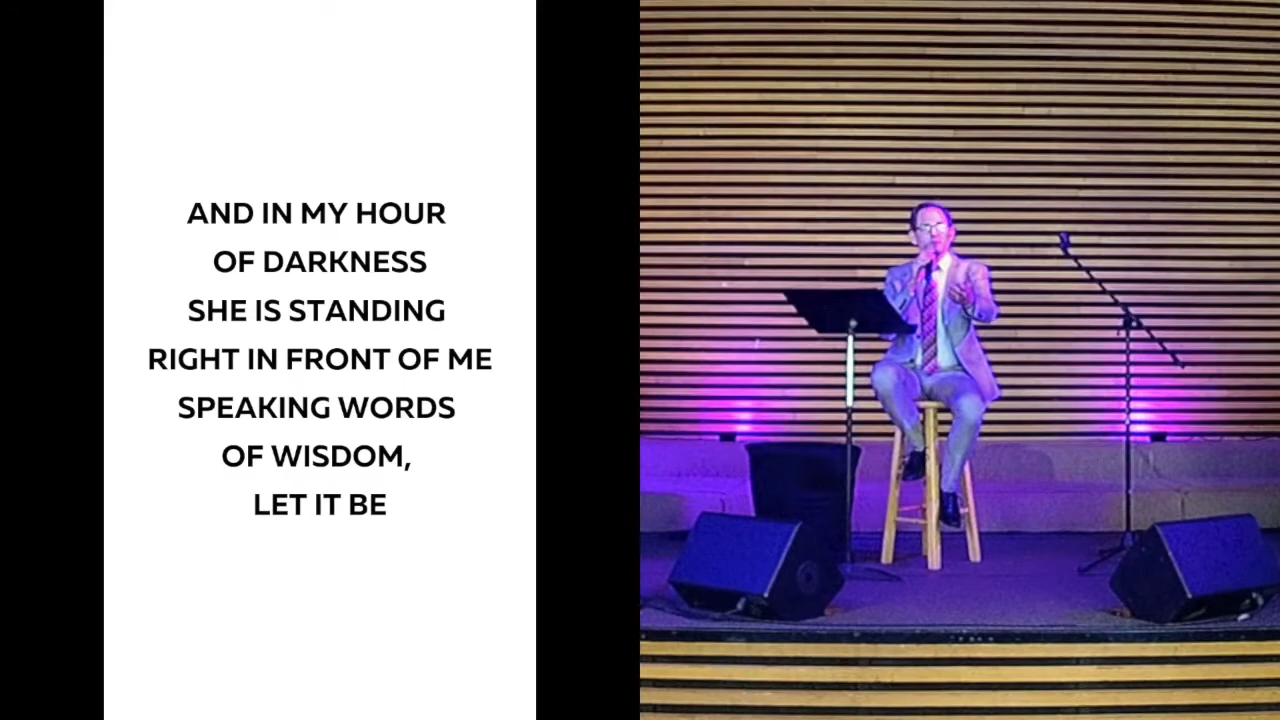 AND IN MY HOUR
OF DARKNESS
SHE IS STANDING
RIGHT IN FRONT OF ME
SPEAKING WORDS
OF WISDOM,
LET IT BE